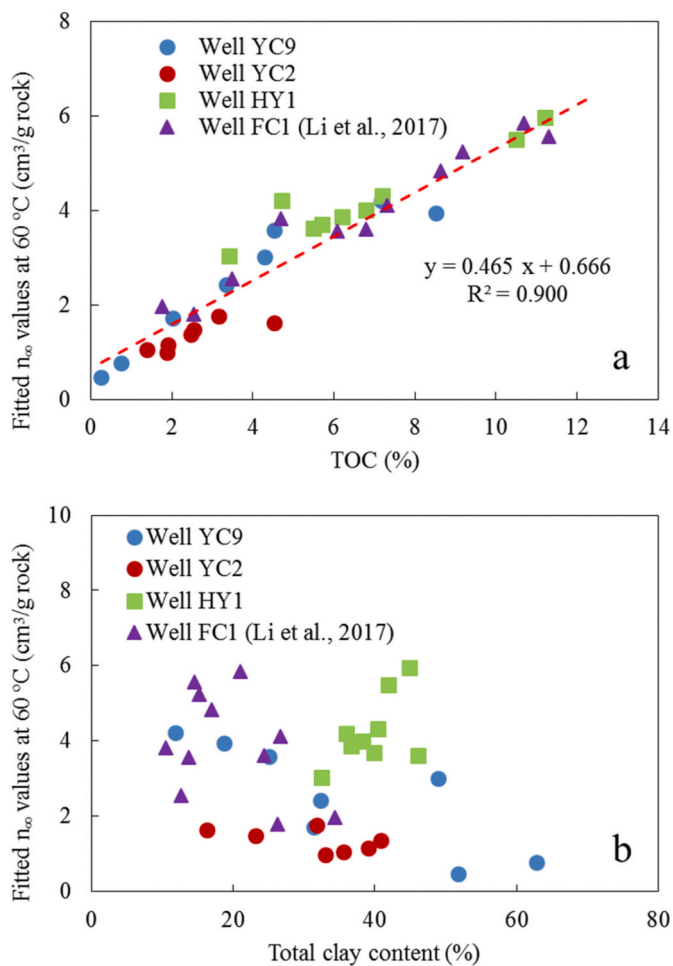 8
6
4
2
0
Fitted n∞ values at 60 °C (cm³/g rock)
Well YC9
Well YC2
Well HY1
Well FC1 (Li et al., 2017)
y = 0.465 x + 0.666
R² = 0.900
a
0 2 4 6 8 10 12 14
TOC (%)
10
8
6
4
2
0
Fitted n∞ values at 60 °C (cm³/g rock)
Well YC9
Well YC2
Well HY1
Well FC1 (Li et al., 2017)
b
0 20 40 60 80
Total clay content (%)